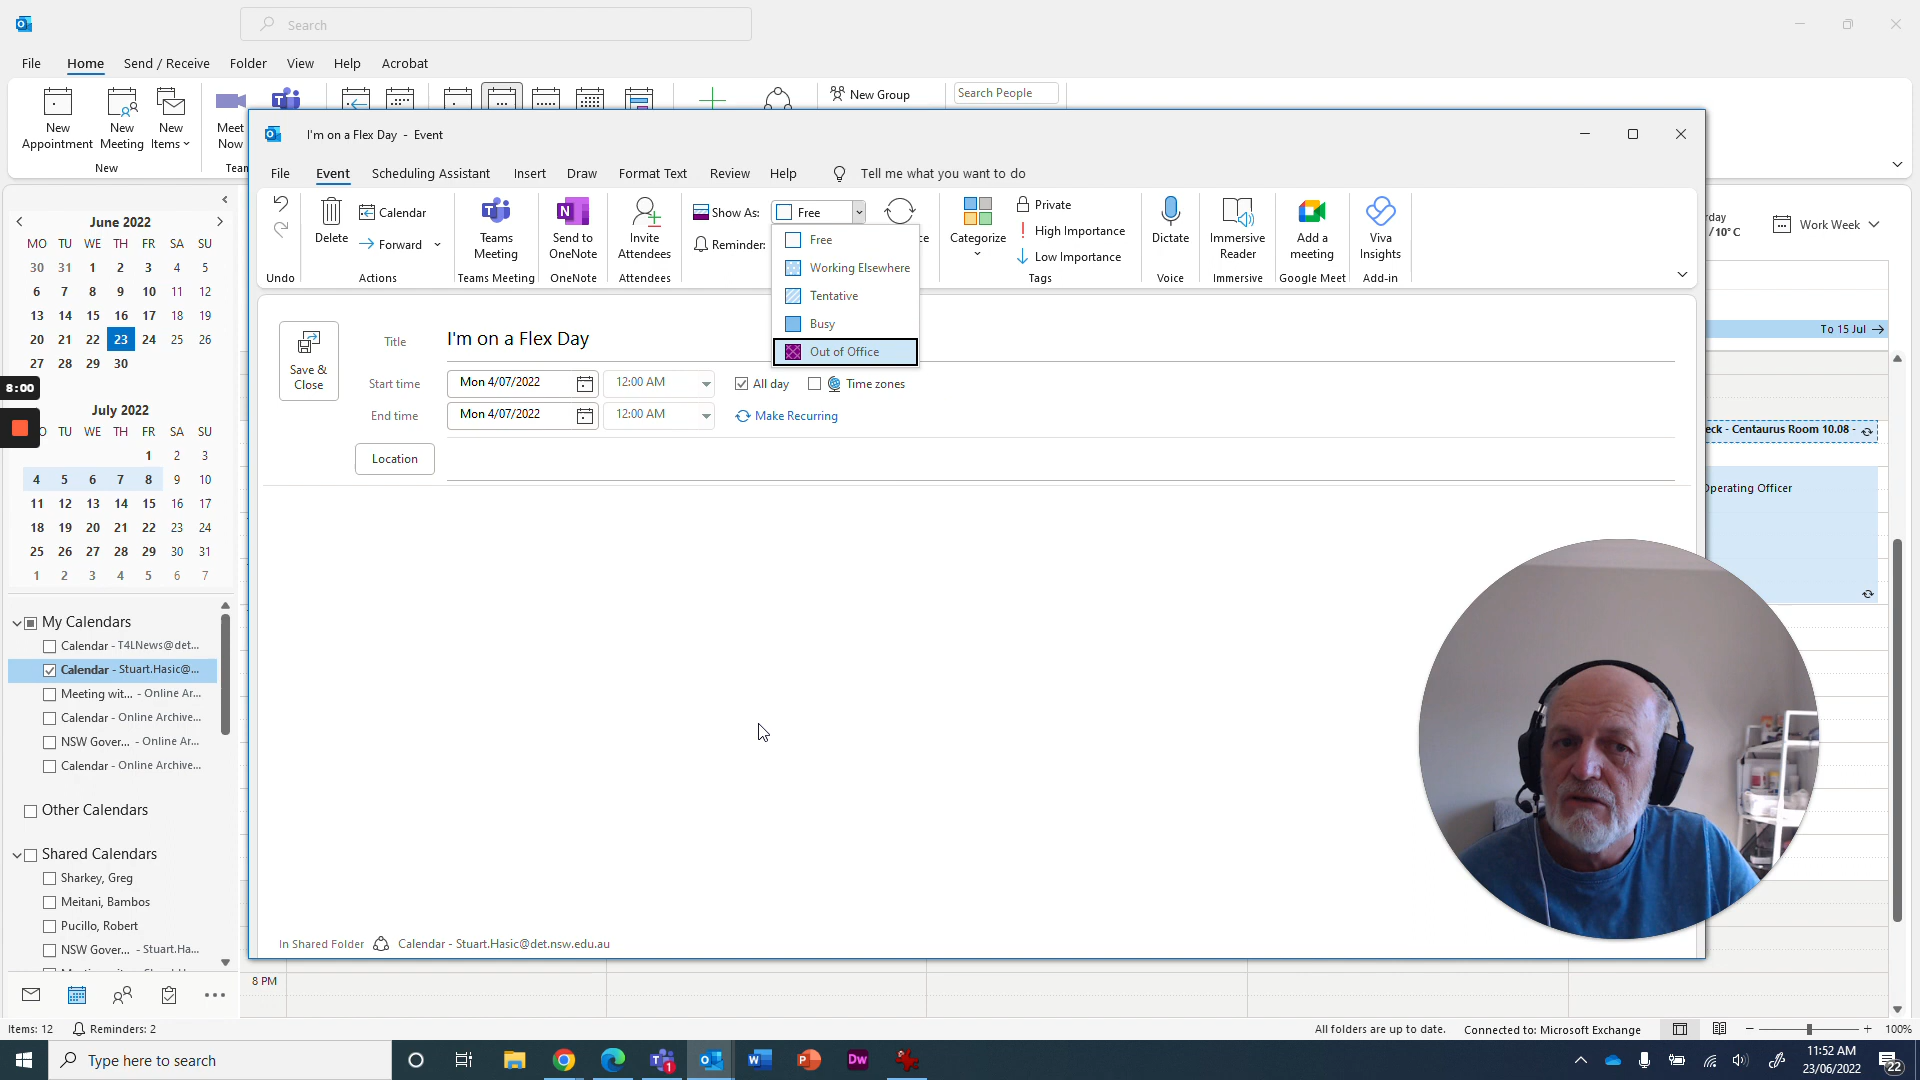 Search
File Home Send / Receive Folder View Help Acrobat
New Appointment
New Meeting
New Items
Meet Now
New Group
Search People
New
I'm on a Flex Day - Event
File Event Scheduling Assistant Insert Draw Format Text Review Help Tell me what you want to do
Delete
Calendar
Forward
Teams Meeting
Send to OneNote
Invite Attendees
Show As: Free
Reminder:
Free
Working Elsewhere
Tentative
Busy
Out of Office
Categorize
Private
High Importance
Low Importance
Dictate
Immersive Reader
Add a meeting
Viva Insights
Undo Actions Teams Meeting OneNote Attendees Tags Voice Immersive Google Meet Add-in
/10°C
Work Week
To 15 Jul
June 2022
MO TU WE TH FR SA SU
30 31 1 2 3 4 5
6 7 8 9 10 11 12
13 14 15 16 17 18 19
20 21 22 23 24 25 26
27 28 29 30
8:00
July 2022
TU WE TH FR SA SU
1 2 3
4 5 6 7 8 9 10
11 12 13 14 15 16 17
18 19 20 21 22 23 24
25 26 27 28 29 30 31
1 2 3 4 5 6 7
Save & Close
Title I'm on a Flex Day
Start time Mon 4/07/2022 12:00 AM All day Time zones
End time Mon 4/07/2022 12:00 AM Make Recurring
Location
- Centaurus Room 10.08 -
Operating Officer
My Calendars
Calendar - T4LNews@det...
Calendar - Stuart.Hasic@...
Meeting wit... - Online Ar...
Calendar - Online Archive...
NSW Gover... - Online Ar...
Calendar - Online Archive...
Other Calendars
Shared Calendars
Sharkey, Greg
Meitani, Bambos
Pucillo, Robert
NSW Gover... - Stuart.Ha...
In Shared Folder Calendar - Stuart.Hasic@det.nsw.edu.au
8 PM
Items: 12 Reminders: 2
All folders are up to date. Connected to: Microsoft Exchange 100%
Type here to search
1
Dw
11:52 AM
23/06/2022
22